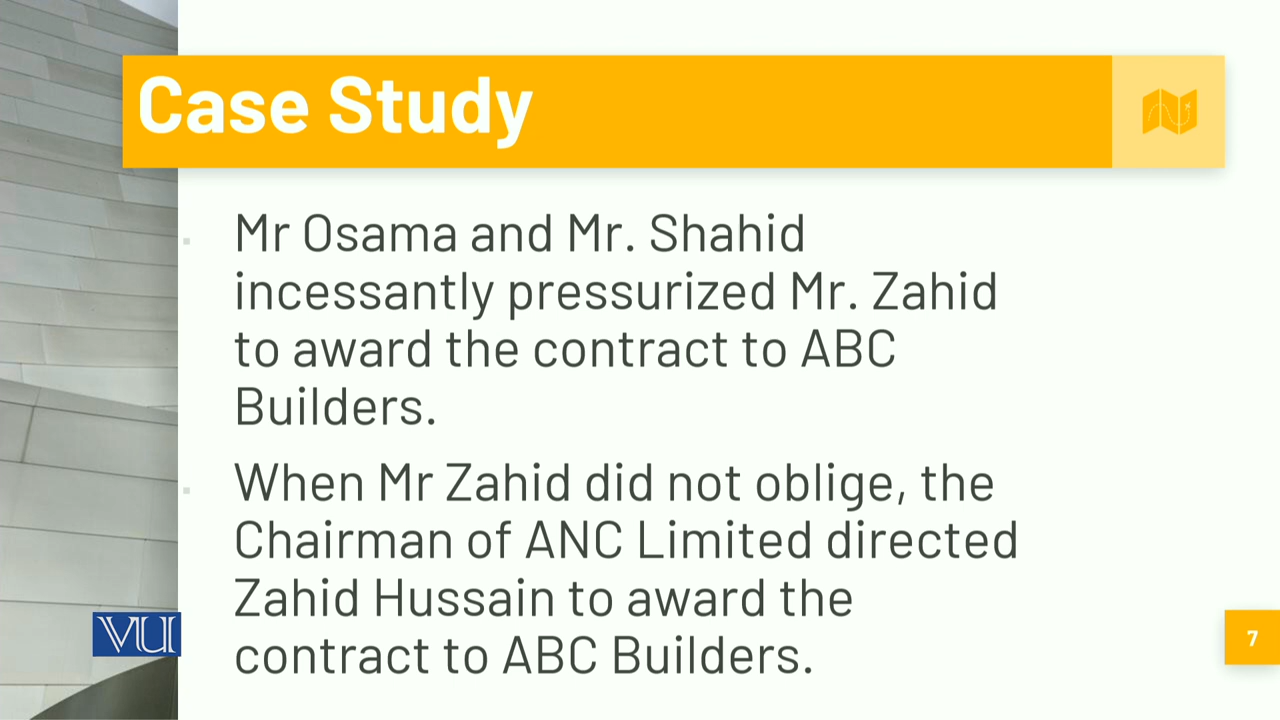 Case Study
Mr Osama and Mr. Shahid
incessantly pressurized Mr. Zahid
to award the contract to ABC
Builders.
When Mr Zahid did not oblige, the
Chairman of ANC Limited directed
Zahid Hussain to award the
contract to ABC Builders.
VU
7